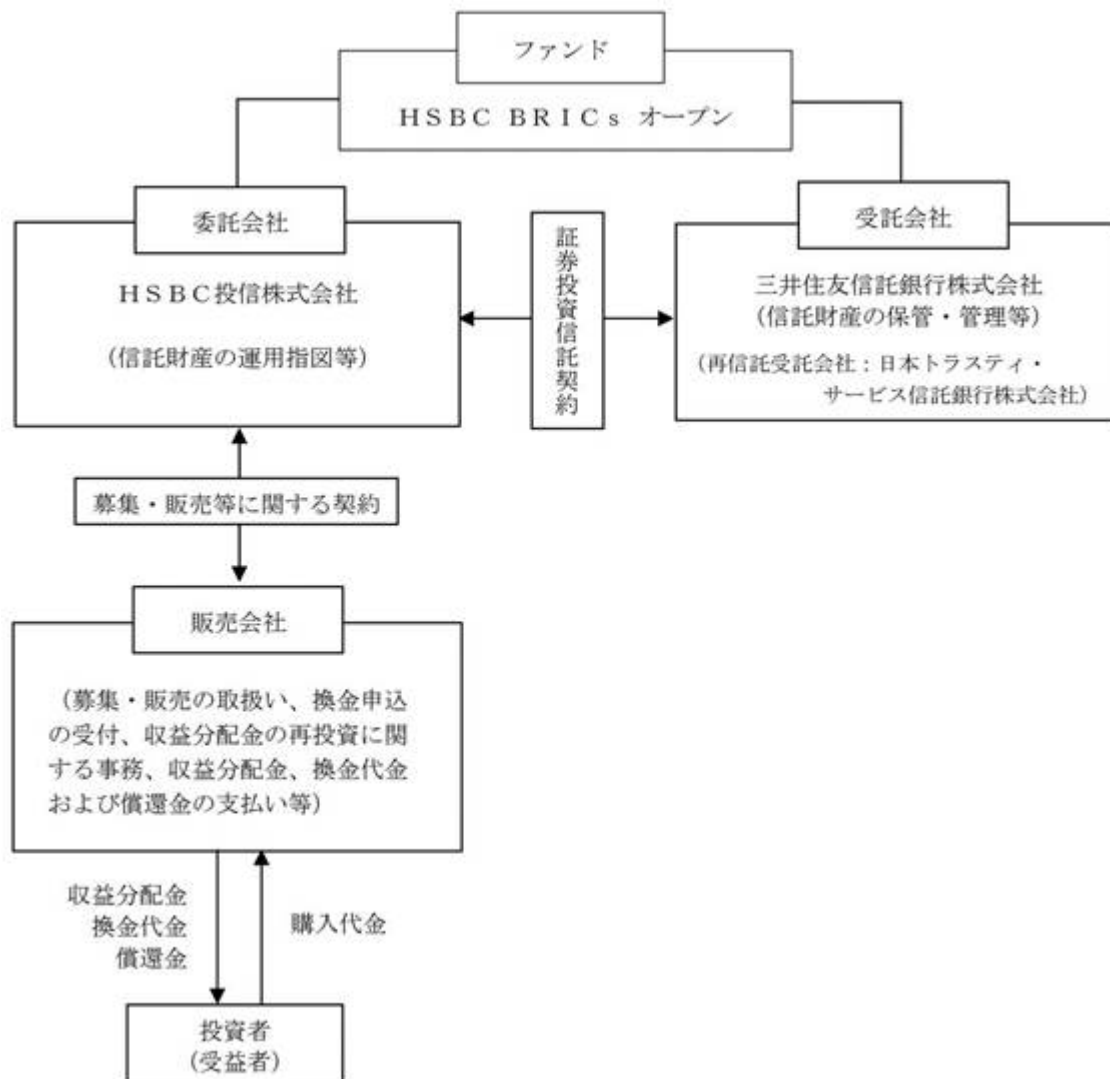 ファンド
ＨＳＢＣ ＢＲＩＣｓ オープン
委託会社
ＨＳＢＣ投信株式会社
（信託財産の運用指図等）
証券投資信託契約
受託会社
三井住友信託銀行株式会社
（信託財産の保管・管理等）
（再信託受託会社：日本トラスティ・
サービス信託銀行株式会社）
募集・販売等に関する契約
販売会社
（募集・販売の取扱い、換金申込
の受付、収益分配金の再投資に関
する事務、収益分配金、換金代金
および償還金の支払い等）
収益分配金
換金代金
償還金
購入代金
投資者
（受益者）